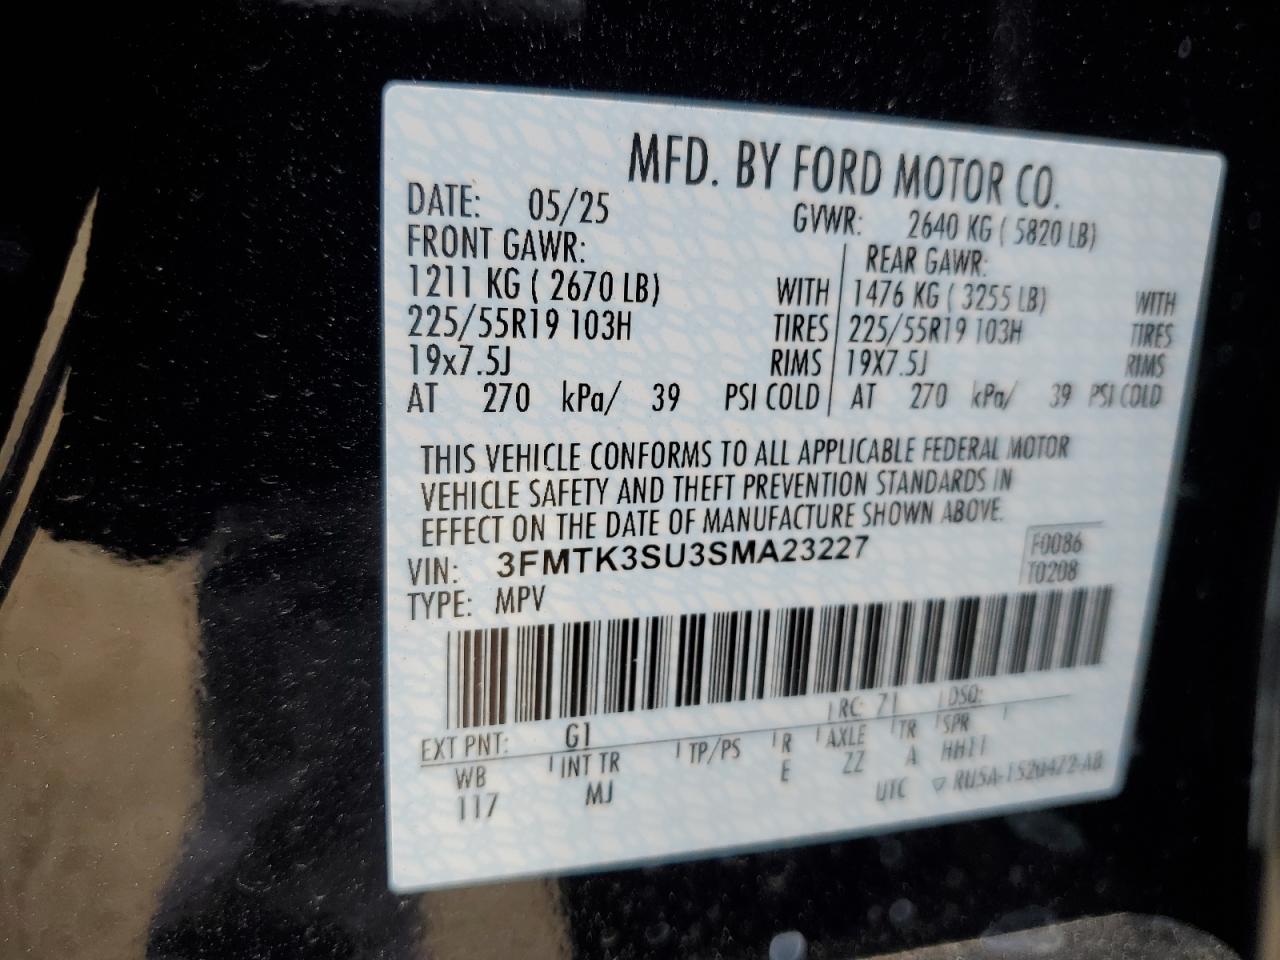 MFD. BY FORD MOTOR CO.
DATE: 05/25 GVWR: 2640 KG ( 5820 LB)
FRONT GAWR: REAR GAWR:
1211 KG ( 2670 LB) WITH 1476 KG ( 3255 LB) WITH
225/55R19 103H TIRES 225/55R19 103H TIRES
19x7.5J RIMS 19X7.5J RIMS
AT 270 kPa/ 39 PSI COLD AT 270 kPa/ 39 PSI COLD
THIS VEHICLE CONFORMS TO ALL APPLICABLE FEDERAL MOTOR
VEHICLE SAFETY AND THEFT PREVENTION STANDARDS IN
EFFECT ON THE DATE OF MANUFACTURE SHOWN ABOVE.
VIN: 3FMTK3SU3SMA23227 F0086
TYPE: MPV T0208
EXT PNT: G1 RC: 71 DSO:
WB INT TR TP/PS R AXLE TR SPR
117 MJ E ZZ A HH11
UTC ▽ RU5A-1520472-AB